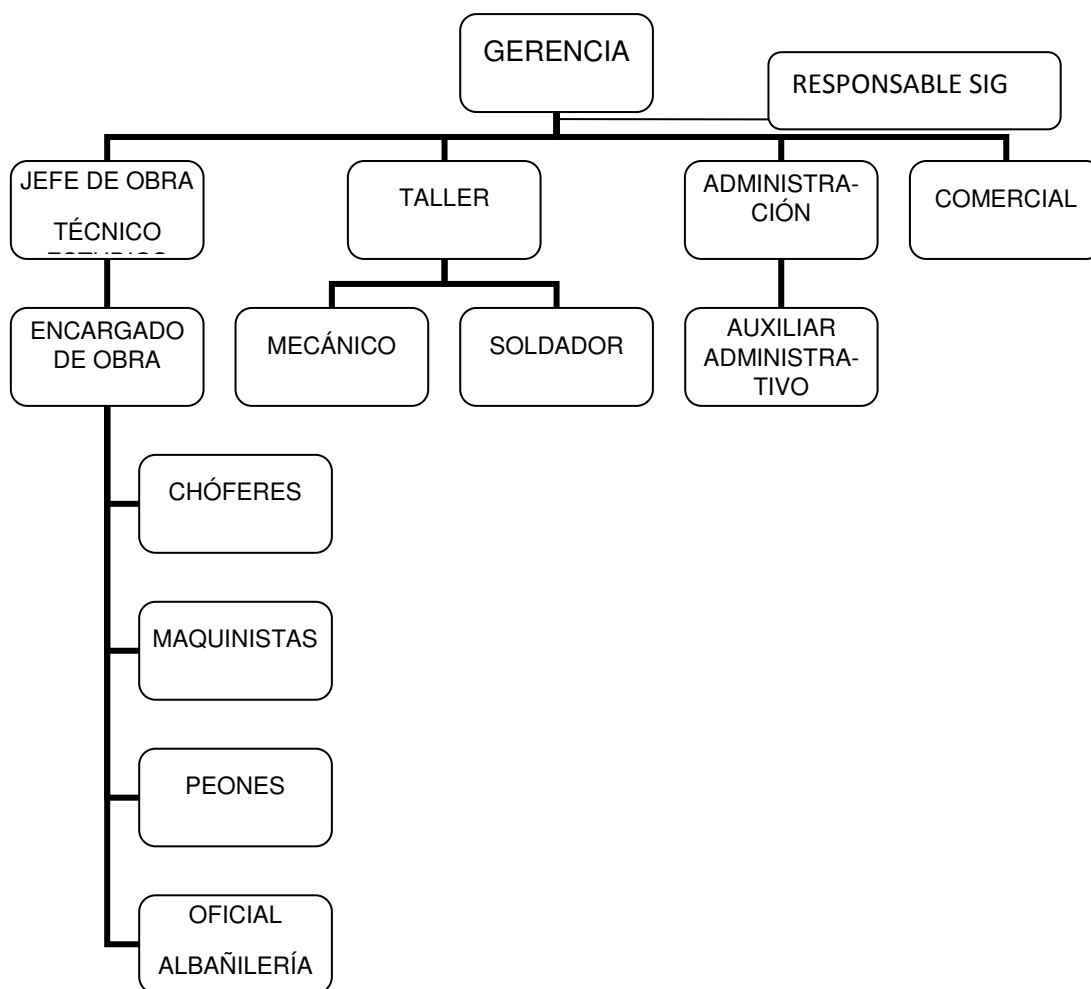 GERENCIA
RESPONSABLE SIG
JEFE DE OBRA
TÉCNICO
TALLER
ADMINISTRA-
CIÓN
COMERCIAL
ENCARGADO
DE OBRA
MECÁNICO
SOLDADOR
AUXILIAR
ADMINISTRA-
TIVO
CHÓFERES
MAQUINISTAS
PEONES
OFICIAL
ALBAÑILERÍA